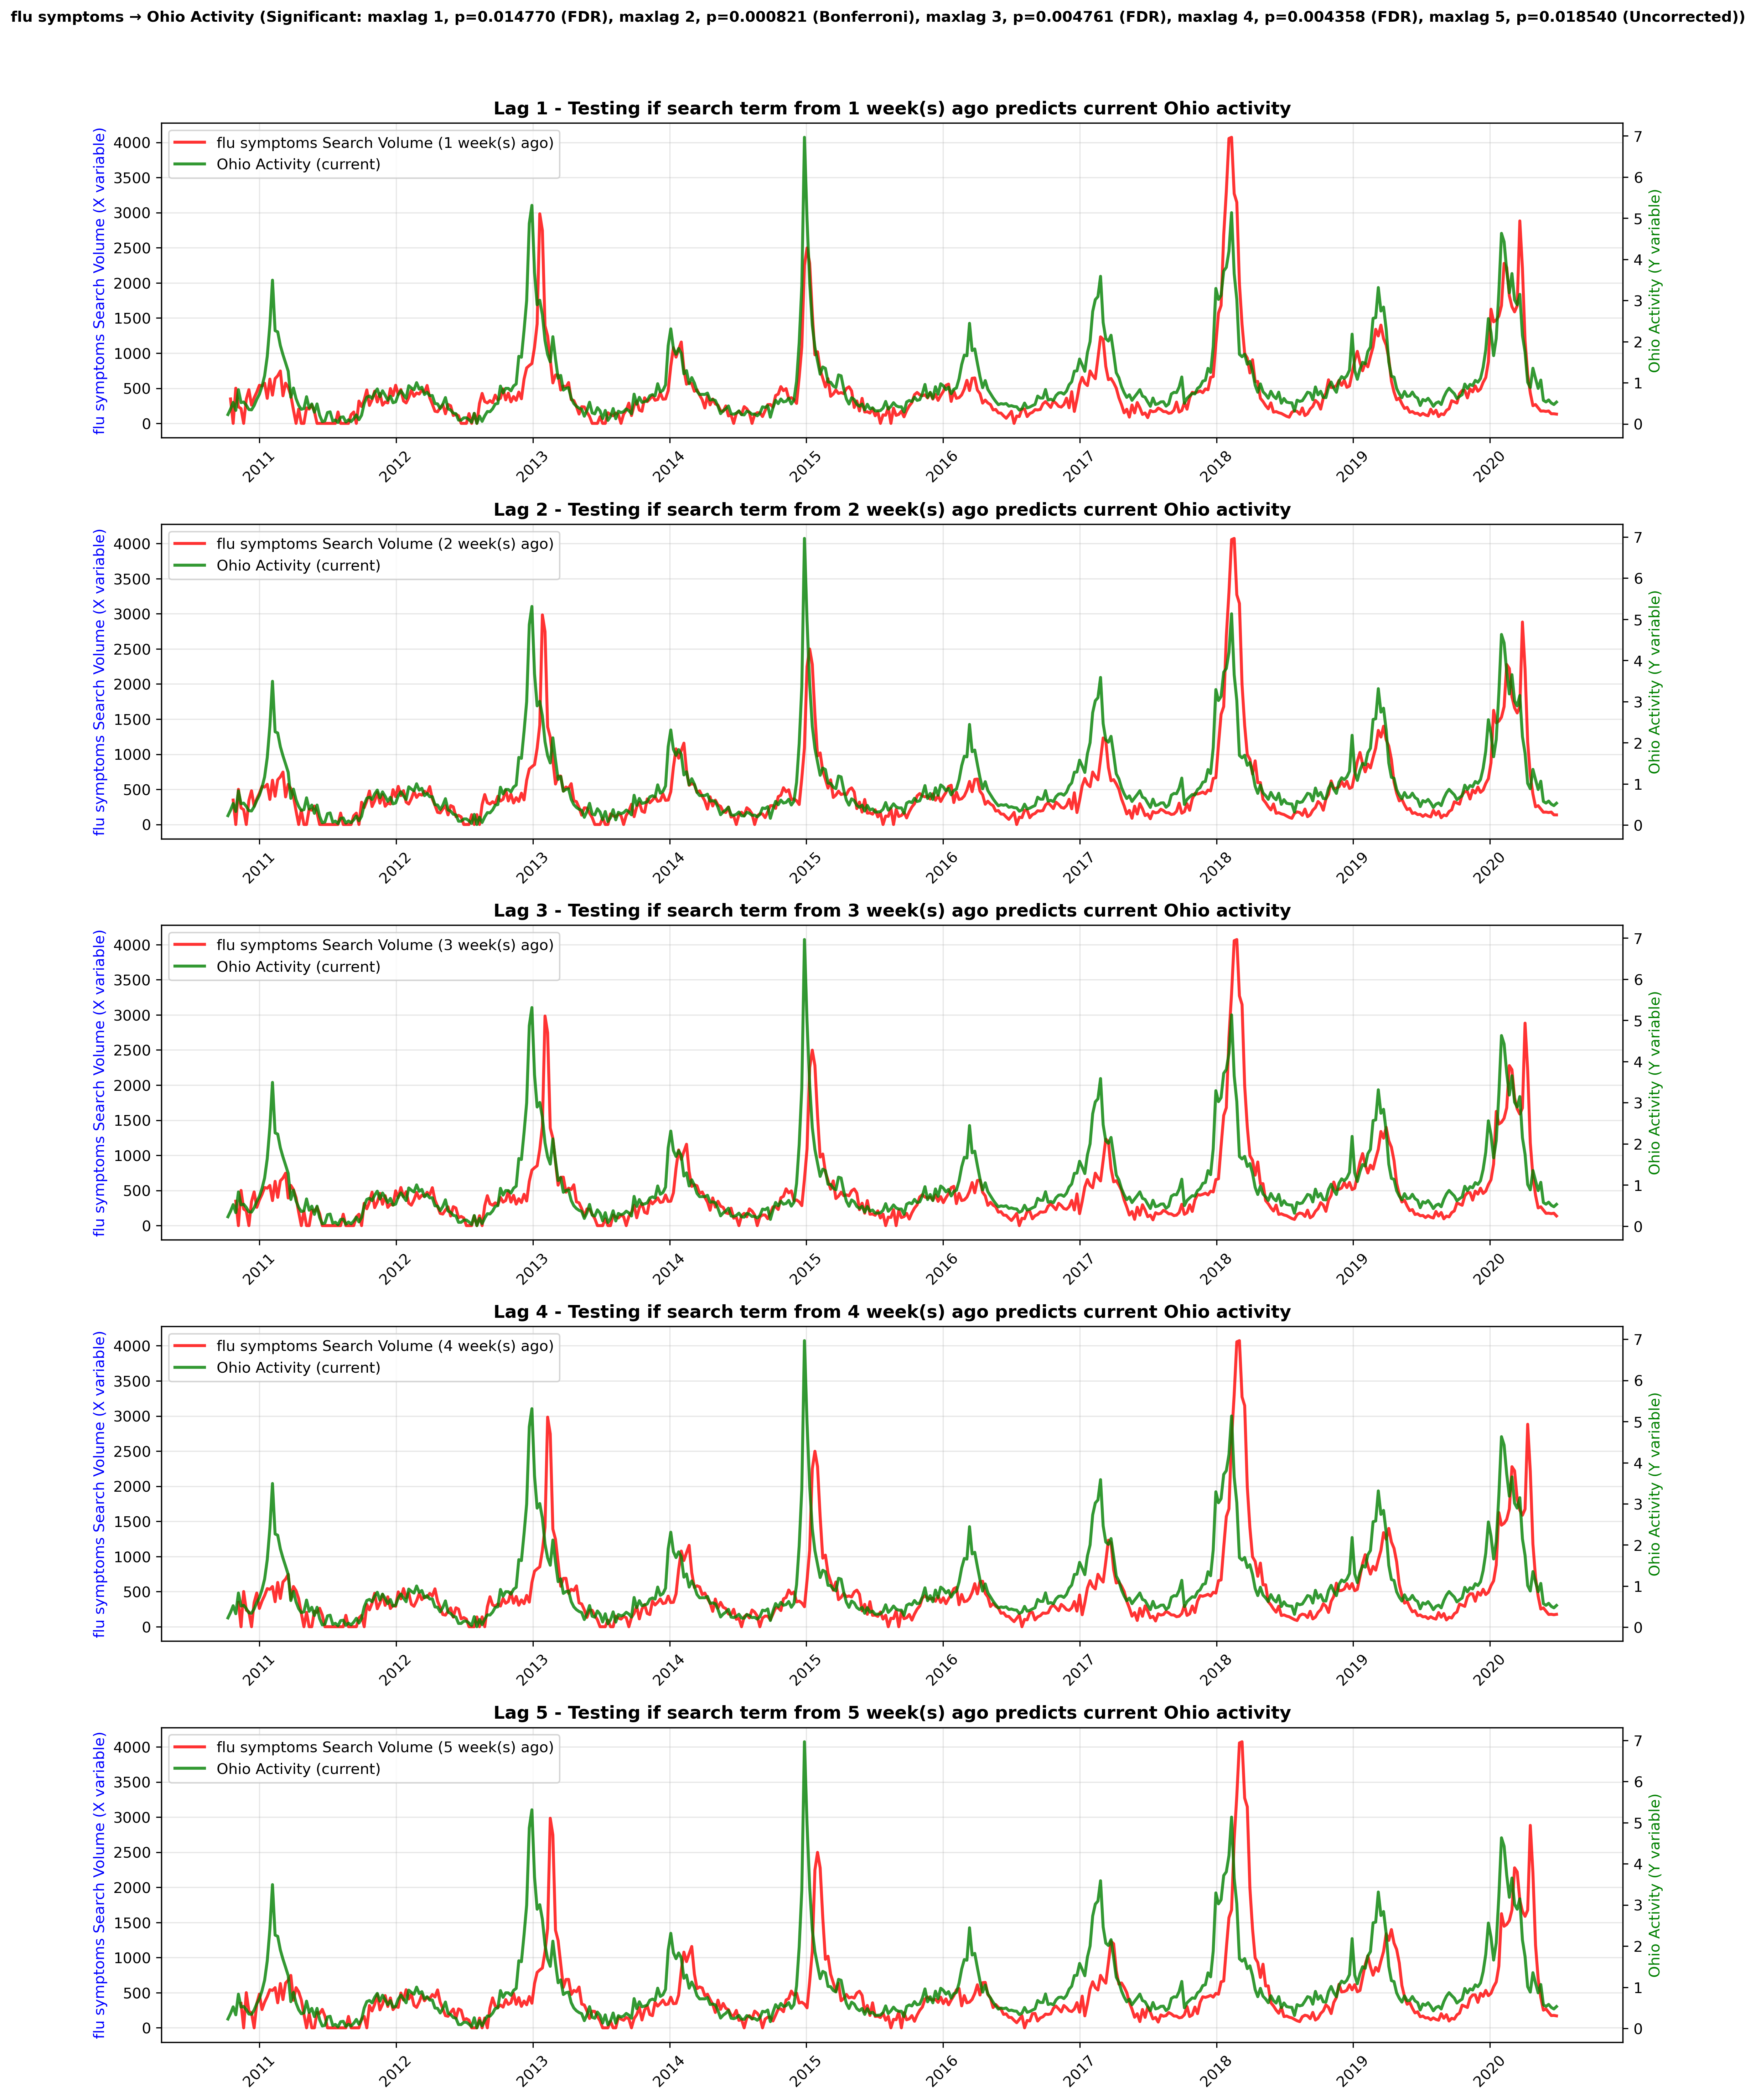 flu symptoms → Ohio Activity (Significant: maxlag 1, p=0.014770 (FDR), maxlag 2, p=0.000821 (Bonferroni), maxlag 3, p=0.004761 (FDR), maxlag 4, p=0.004358 (FDR), maxlag 5, p=0.018540 (Uncorrected))
Lag 1 - Testing if search term from 1 week(s) ago predicts current Ohio activity
flu symptoms Search Volume (X variable)
4000
3500
3000
2500
2000
1500
1000
500
0
flu symptoms Search Volume (1 week(s) ago)
Ohio Activity (current)
7
6
5
4
3
2
1
0
Ohio Activity (Y variable)
2011 2012 2013 2014 2015 2016 2017 2018 2019 2020
Lag 2 - Testing if search term from 2 week(s) ago predicts current Ohio activity
flu symptoms Search Volume (X variable)
4000
3500
3000
2500
2000
1500
1000
500
0
flu symptoms Search Volume (2 week(s) ago)
Ohio Activity (current)
7
6
5
4
3
2
1
0
Ohio Activity (Y variable)
2011 2012 2013 2014 2015 2016 2017 2018 2019 2020
Lag 3 - Testing if search term from 3 week(s) ago predicts current Ohio activity
flu symptoms Search Volume (X variable)
4000
3500
3000
2500
2000
1500
1000
500
0
flu symptoms Search Volume (3 week(s) ago)
Ohio Activity (current)
7
6
5
4
3
2
1
0
Ohio Activity (Y variable)
2011 2012 2013 2014 2015 2016 2017 2018 2019 2020
Lag 4 - Testing if search term from 4 week(s) ago predicts current Ohio activity
flu symptoms Search Volume (X variable)
4000
3500
3000
2500
2000
1500
1000
500
0
flu symptoms Search Volume (4 week(s) ago)
Ohio Activity (current)
7
6
5
4
3
2
1
0
Ohio Activity (Y variable)
2011 2012 2013 2014 2015 2016 2017 2018 2019 2020
Lag 5 - Testing if search term from 5 week(s) ago predicts current Ohio activity
flu symptoms Search Volume (X variable)
4000
3500
3000
2500
2000
1500
1000
500
0
flu symptoms Search Volume (5 week(s) ago)
Ohio Activity (current)
7
6
5
4
3
2
1
0
Ohio Activity (Y variable)
2011 2012 2013 2014 2015 2016 2017 2018 2019 2020